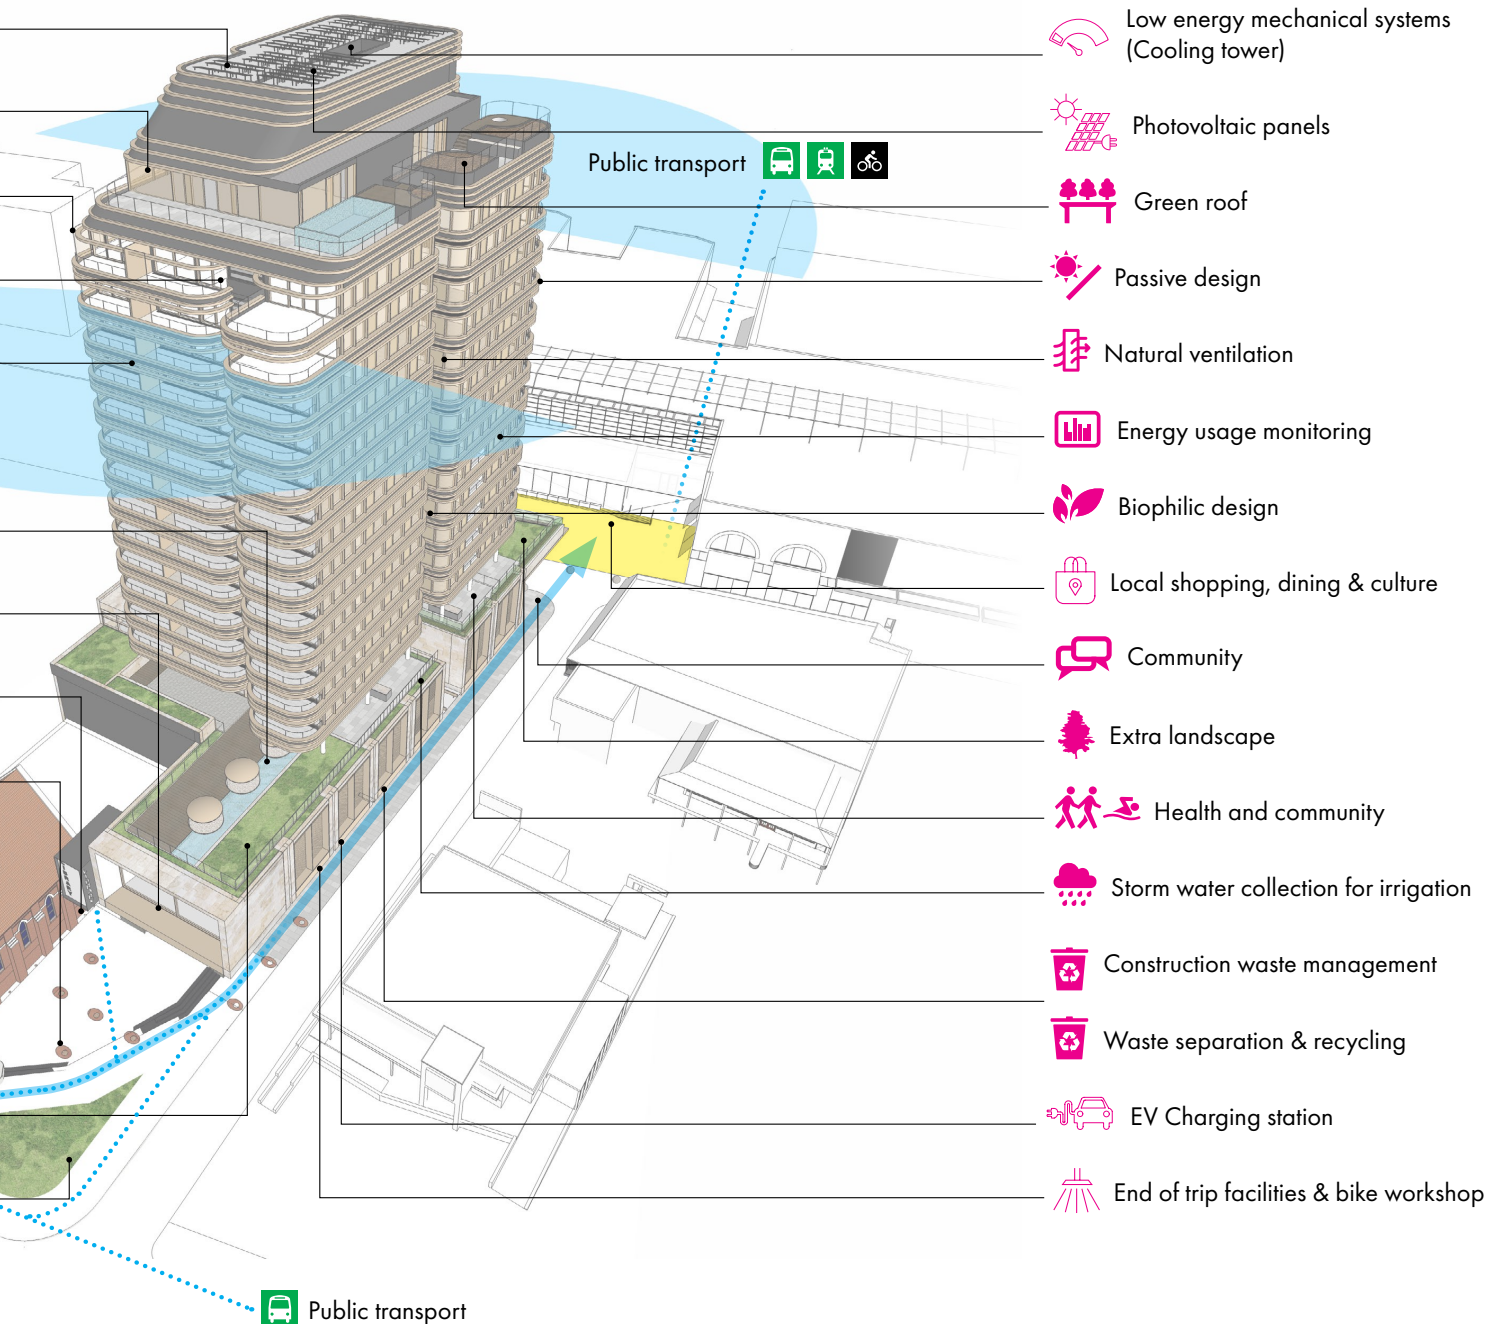 Low energy mechanical systems
(Cooling tower)
Photovoltaic panels
Public transport
Green roof
Passive design
Natural ventilation
Energy usage monitoring
Biophilic design
Local shopping, dining & culture
Community
Extra landscape
Health and community
Storm water collection for irrigation
Construction waste management
Waste separation & recycling
EV Charging station
End of trip facilities & bike workshop
Public transport